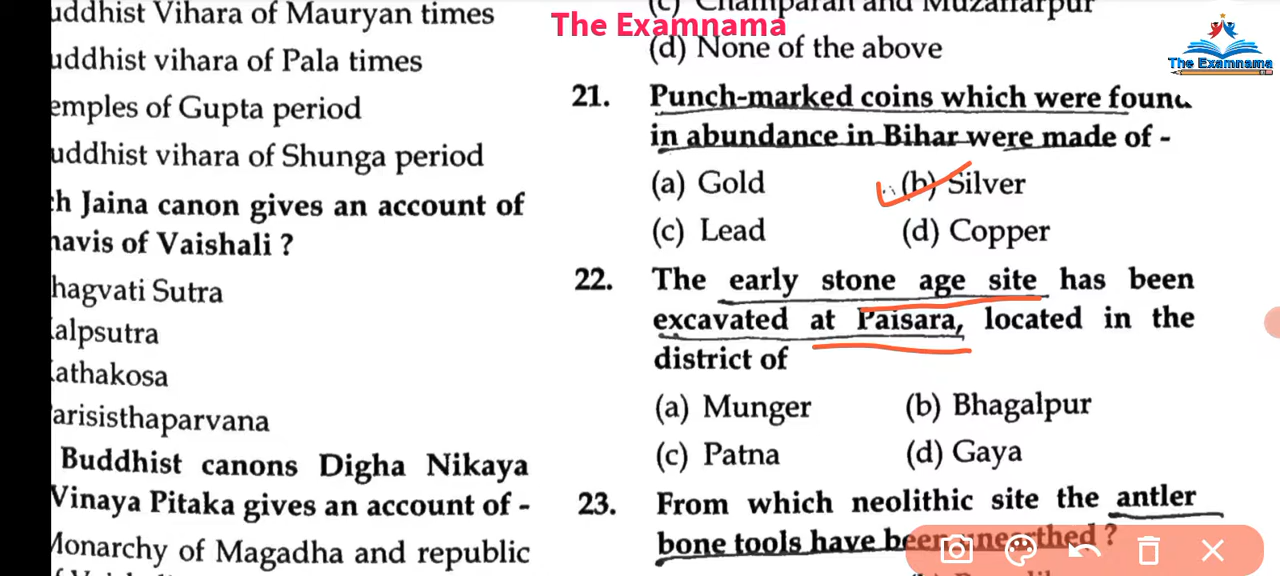 The Examnama
The Examnama
uddhist Vihara of Mauryan times
uddhist vihara of Pala times
emples of Gupta period
uddhist vihara of Shunga period
h Jaina canon gives an account of
havis of Vaishali ?
hagvati Sutra
alpsutra
athakosa
arisisthaparvana
Buddhist canons Digha Nikaya
Vinaya Pitaka gives an account of -
Monarchy of Magadha and republic
(c) Champaran and Muzaffarpur
(d) None of the above
21. Punch-marked coins which were found
in abundance in Bihar were made of -
(a) Gold (b) Silver
(c) Lead (d) Copper
22. The early stone age site has been
excavated at Paisara, located in the
district of
(a) Munger (b) Bhagalpur
(c) Patna (d) Gaya
23. From which neolithic site the antler
bone tools have been unearthed ?